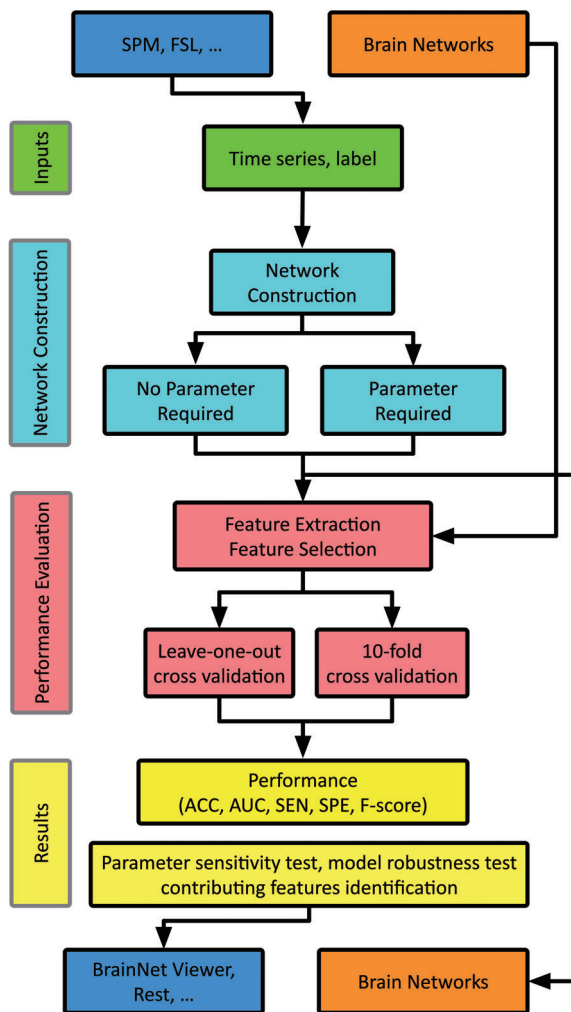 SPM, FSL, ...
Brain Networks
Inputs
Time series, label
Network Construction
Network
Construction
No Parameter
Required
Parameter
Required
Performance Evaluation
Feature Extraction
Feature Selection
Leave-one-out
cross validation
10-fold
cross validation
Results
Performance
(ACC, AUC, SEN, SPE, F-score)
Parameter sensitivity test, model robustness test
contributing features identification
BrainNet Viewer,
Rest, ...
Brain Networks